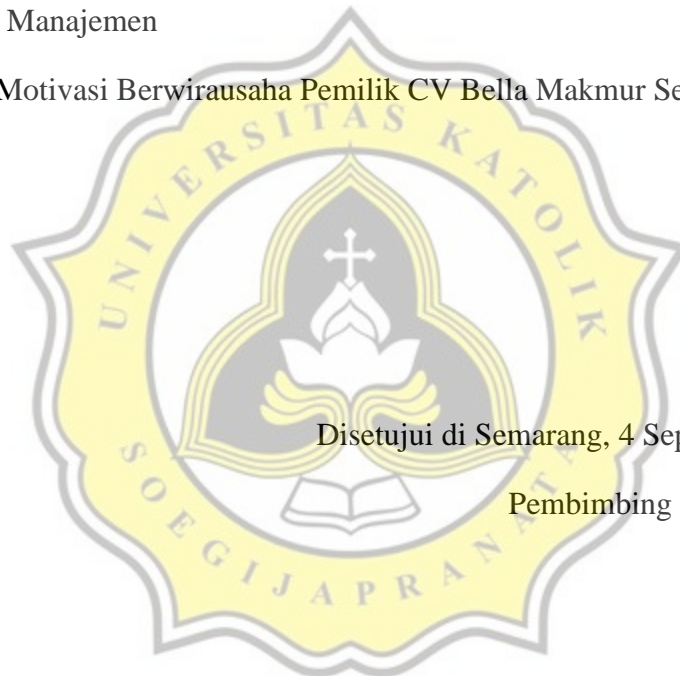 Manajemen
Motivasi Berwirausaha Pemilik CV Bella Makmur Se
UNIVERSITAS KATOLIK
Disetujui di Semarang, 4 Sep
Pembimbing
SOEGIJAPRANATA